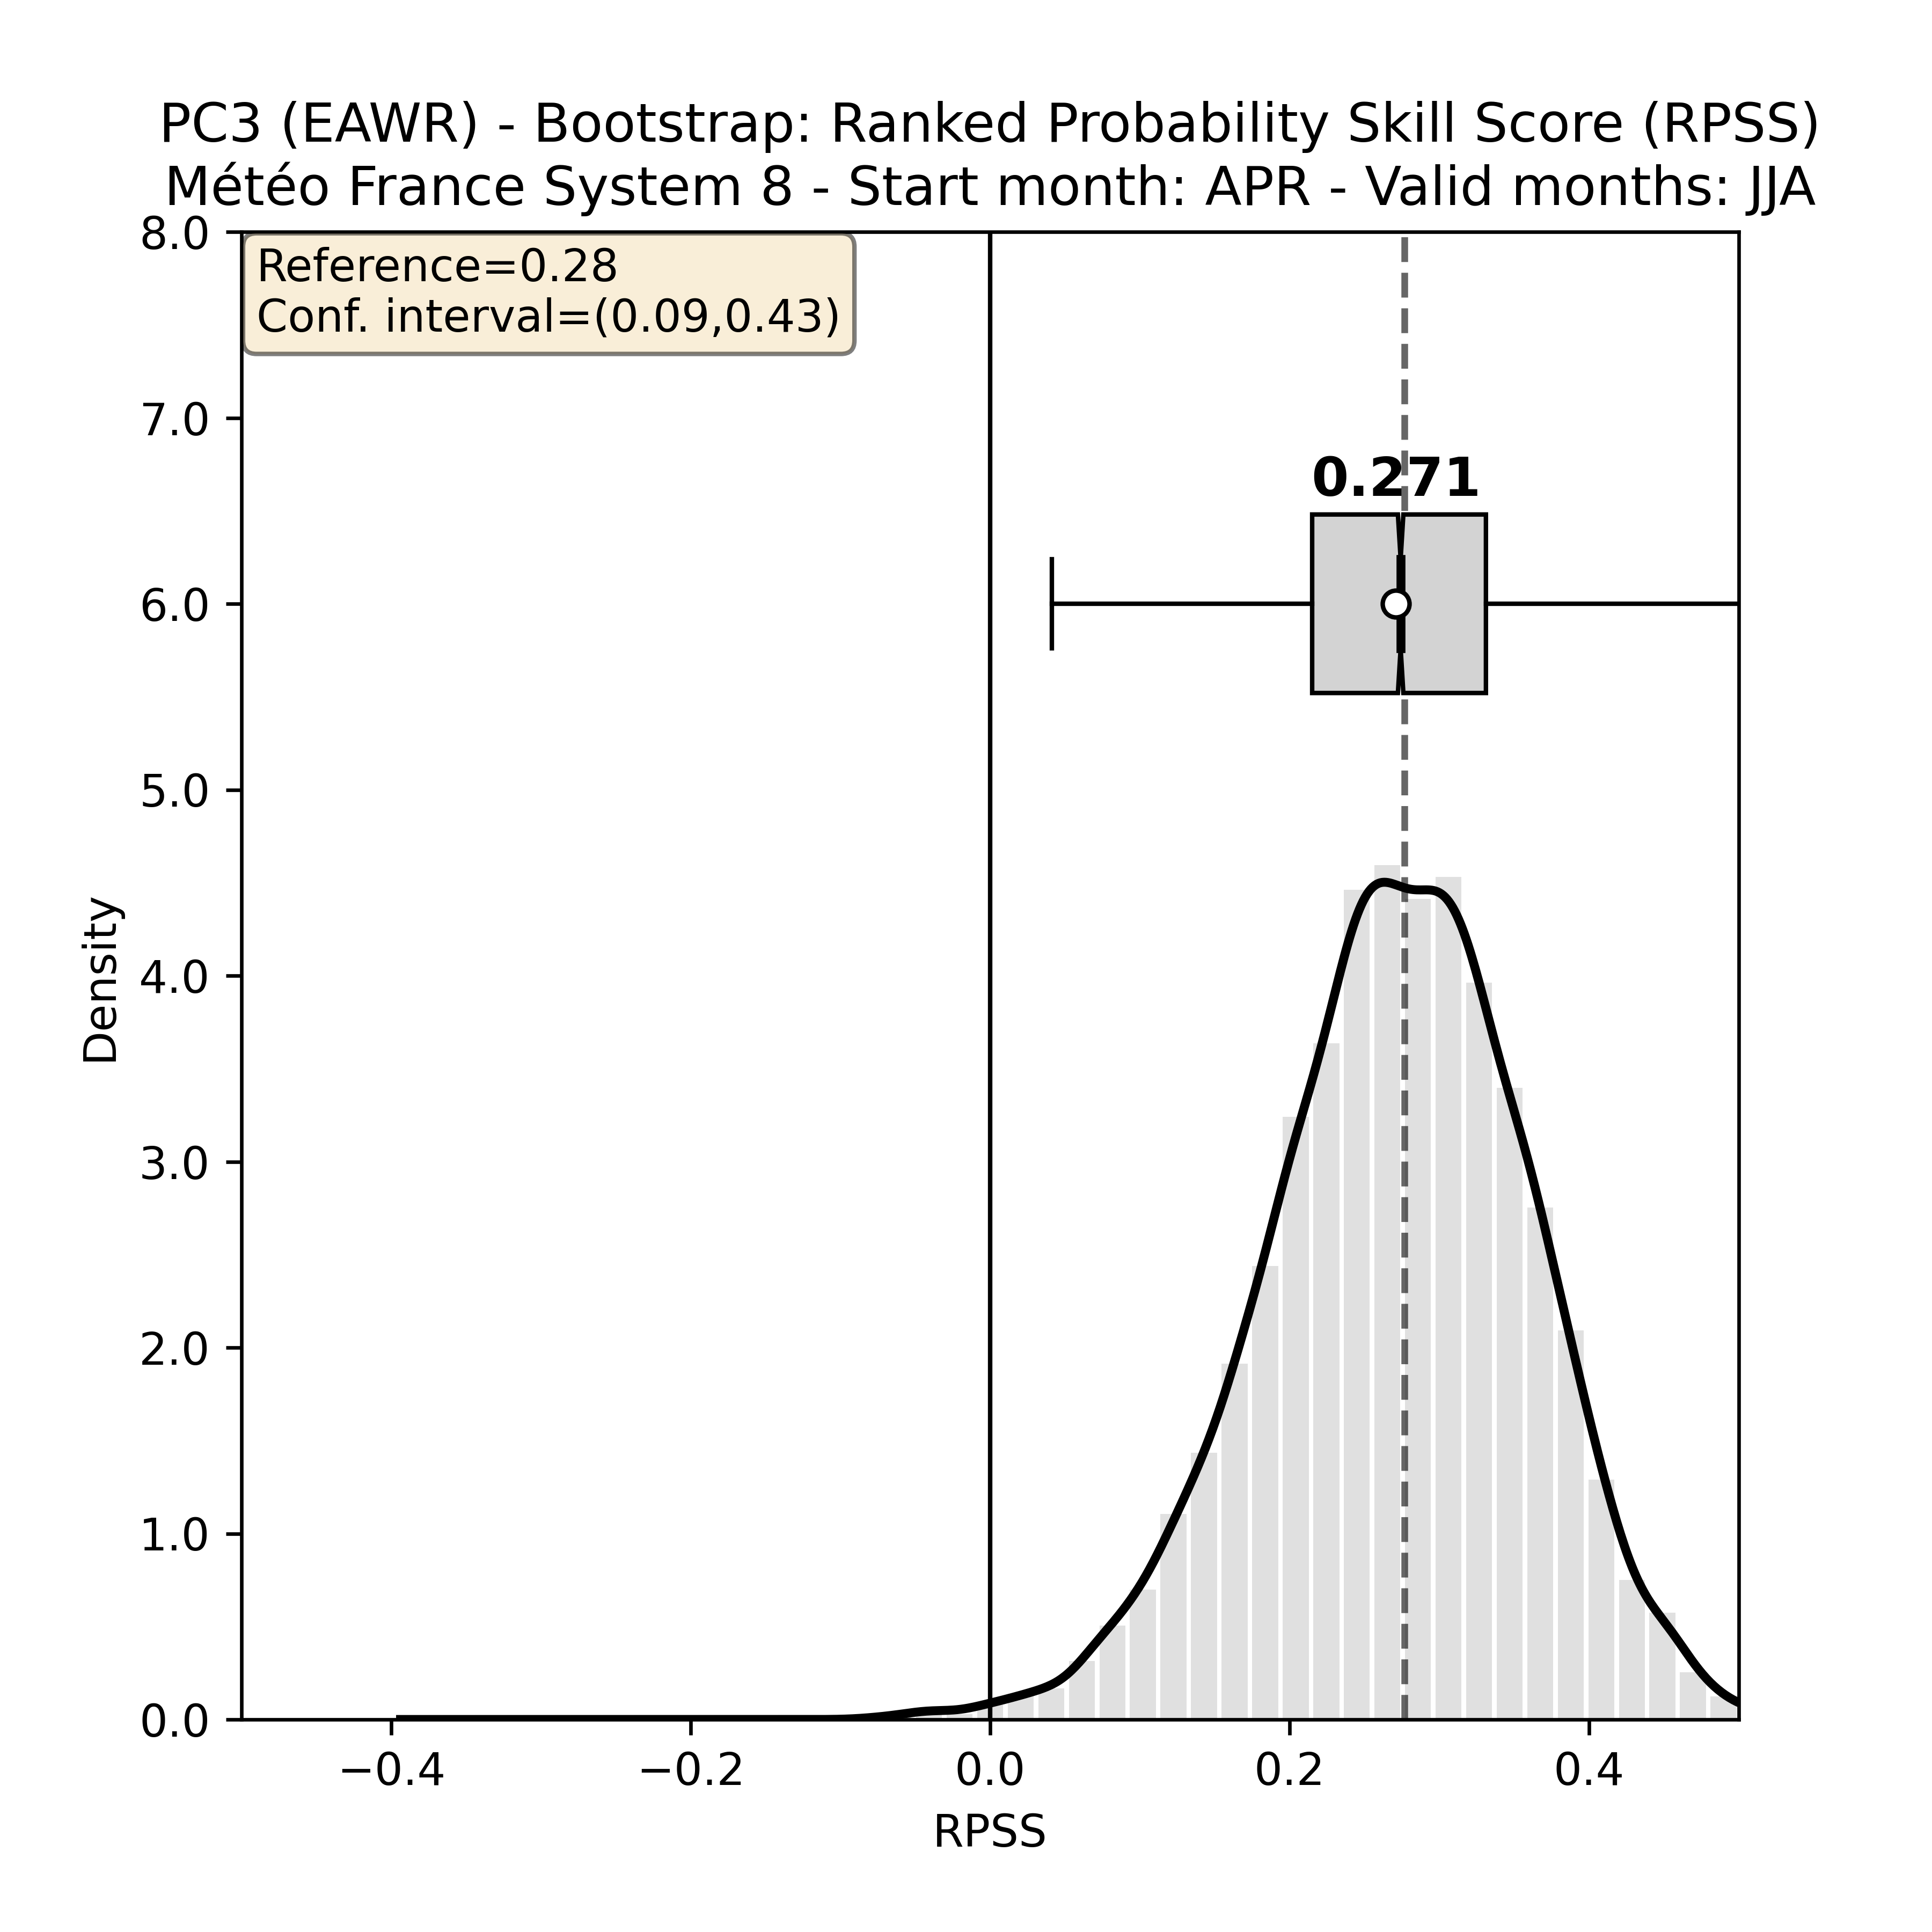 PC3 (EAWR) - Bootstrap: Ranked Probability Skill Score (RPSS)
Météo France System 8 - Start month: APR - Valid months: JJA
8.0
Reference=0.28
Conf. interval=(0.09,0.43)
7.0
0.271
6.0
5.0
4.0
Density
3.0
2.0
1.0
0.0
−0.4 −0.2 0.0 0.2 0.4
RPSS